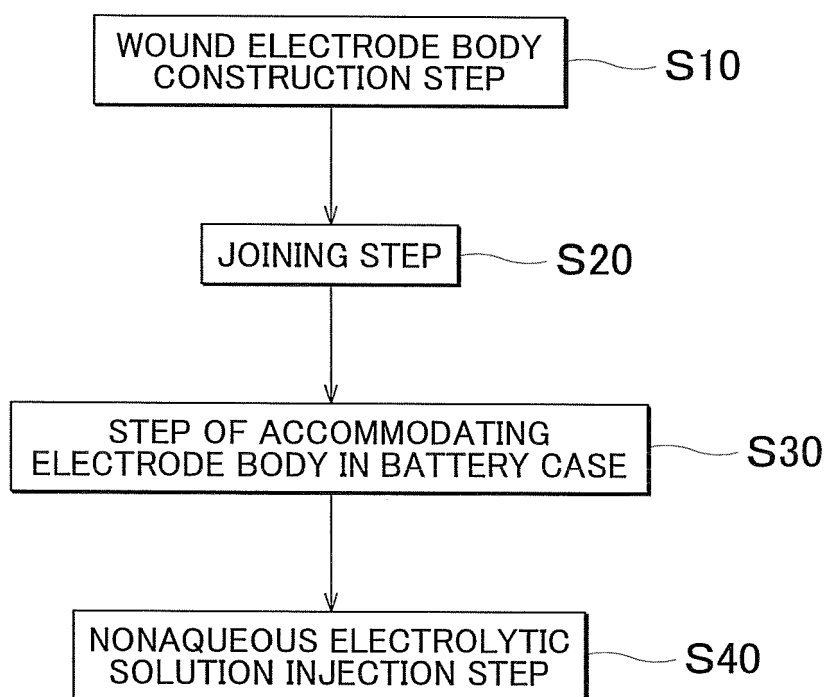 WOUND ELECTRODE BODY
CONSTRUCTION STEP
S10
JOINING STEP
S20
STEP OF ACCOMMODATING
ELECTRODE BODY IN BATTERY CASE
S30
NONAQUEOUS ELECTROLYTIC
SOLUTION INJECTION STEP
S40